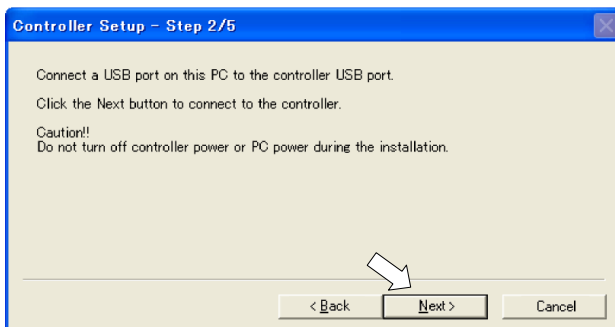 Controller Setup - Step 2/5
Connect a USB port on this PC to the controller USB port.
Click the Next button to connect to the controller.
Caution!!
Do not turn off controller power or PC power during the installation.
< Back
Next >
Cancel